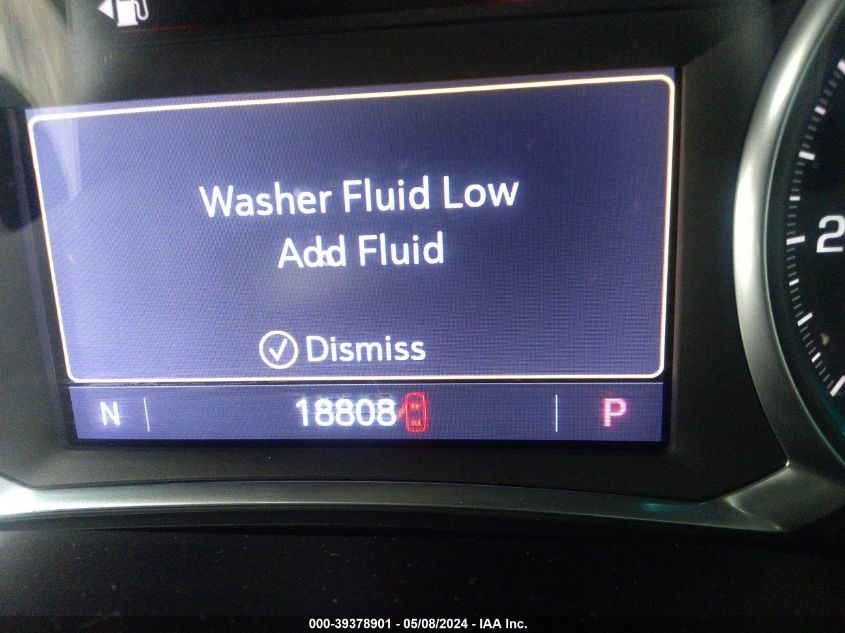 Washer Fluid Low
Add Fluid
Dismiss
N 18808 P
2
000-39378901 - 05/08/2024 - IAA Inc.